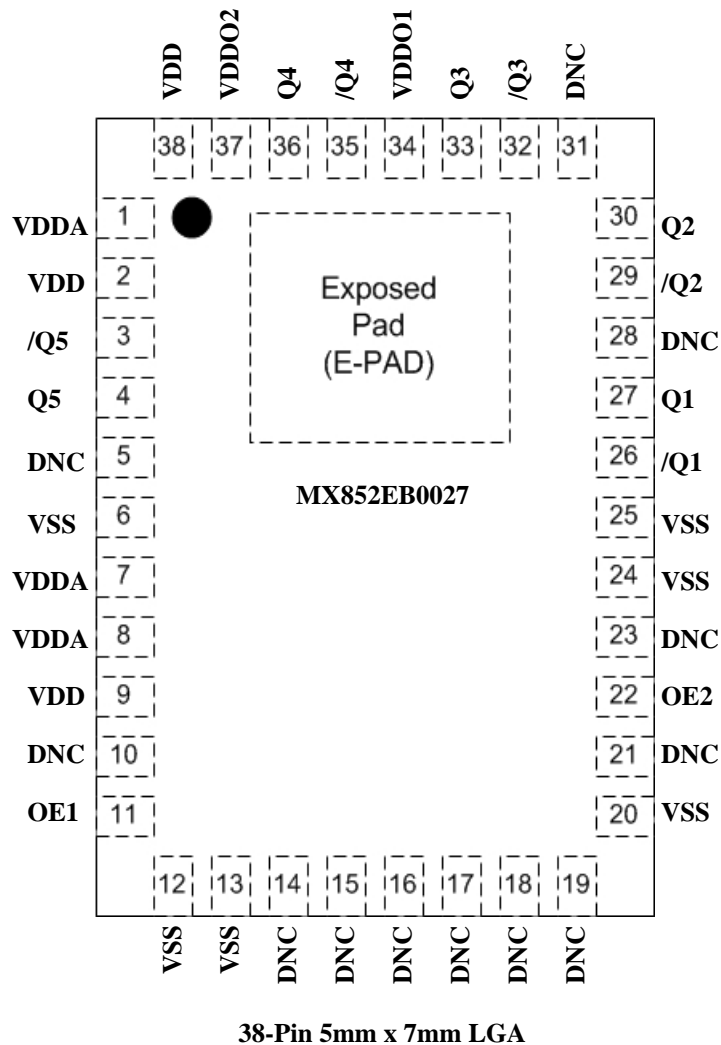 VDD VDDO2 Q4 /Q4 VDDO1 Q3 /Q3 DNC
38 37 36 35 34 33 32 31
VDDA 1 30 Q2
VDD 2 29 /Q2
/Q5 3 28 DNC
Q5 4 27 Q1
DNC 5 26 /Q1
VSS 6 25 VSS
VDDA 7 24 VSS
VDDA 8 23 DNC
VDD 9 22 OE2
DNC 10 21 DNC
OE1 11 20 VSS
Exposed
Pad
(E-PAD)
MX852EB0027
12 13 14 15 16 17 18 19
VSS VSS DNC DNC DNC DNC DNC DNC
38-Pin 5mm x 7mm LGA